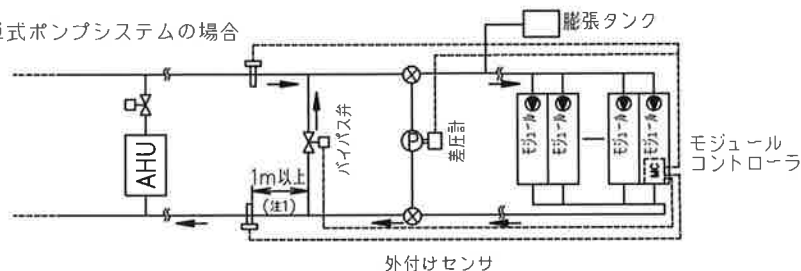 式ポンプシステムの場合
膨張タンク
バイパス弁
P
差圧計
モジュール
モジュール
モジュール
モジュール
MC
モジュール
コントローラ
AHU
1m以上
(注1)
外付けセンサ